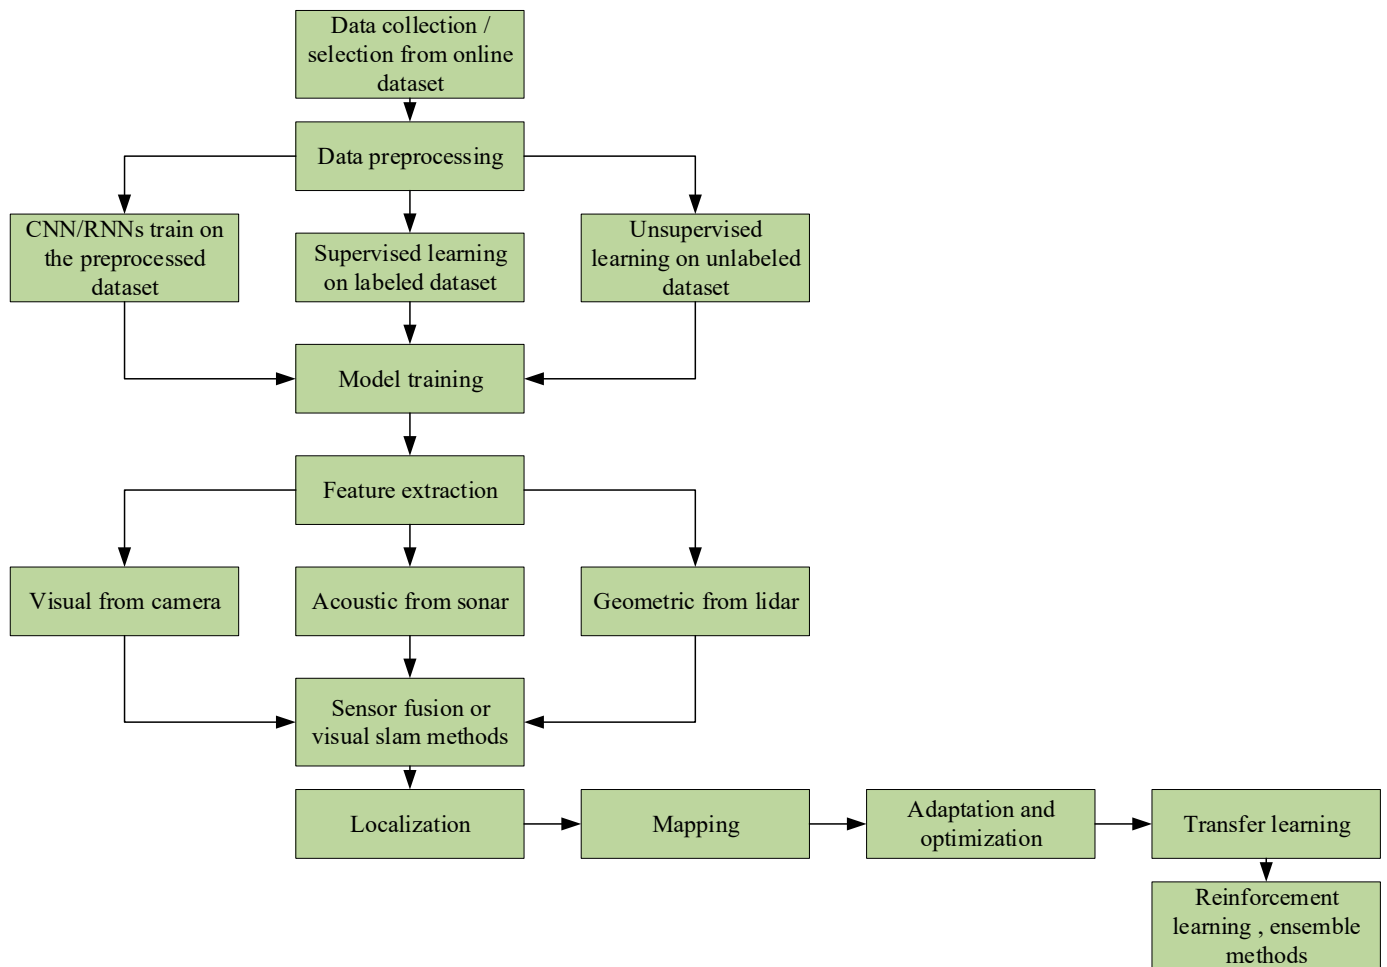 Data collection /
selection from online
dataset
Data preprocessing
CNN/RNNs train on
the preprocessed
dataset
Supervised learning
on labeled dataset
Unsupervised
learning on unlabeled
dataset
Model training
Feature extraction
Visual from camera
Acoustic from sonar
Geometric from lidar
Sensor fusion or
visual slam methods
Localization
Mapping
Adaptation and
optimization
Transfer learning
Reinforcement
learning , ensemble
methods